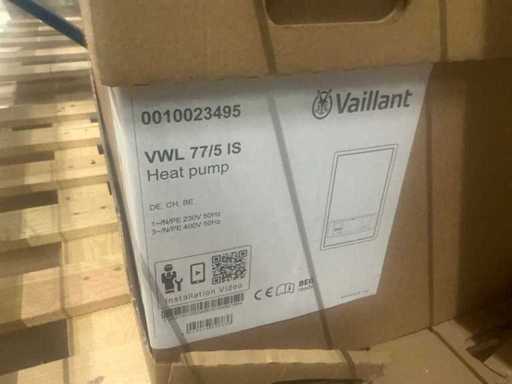 0010023495
Vaillant
VWL 77/5 IS
Heat pump
DE, CH, BE
1~/N/PE 230V 50Hz
3~/N/PE 400V 50Hz
Installation Video
CE